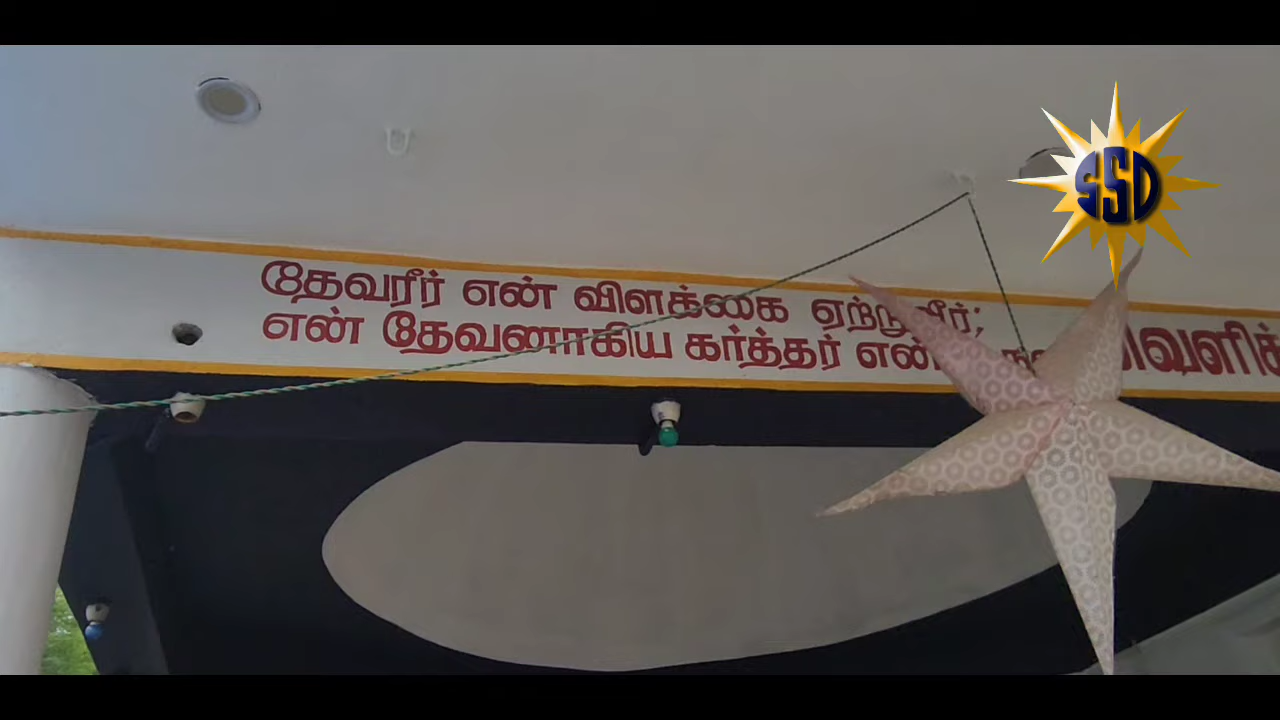 SSD
தேவரீர் என் விளக்கை ஏற்றுவீர்;
என் தேவனாகிய கர்த்தர் என்